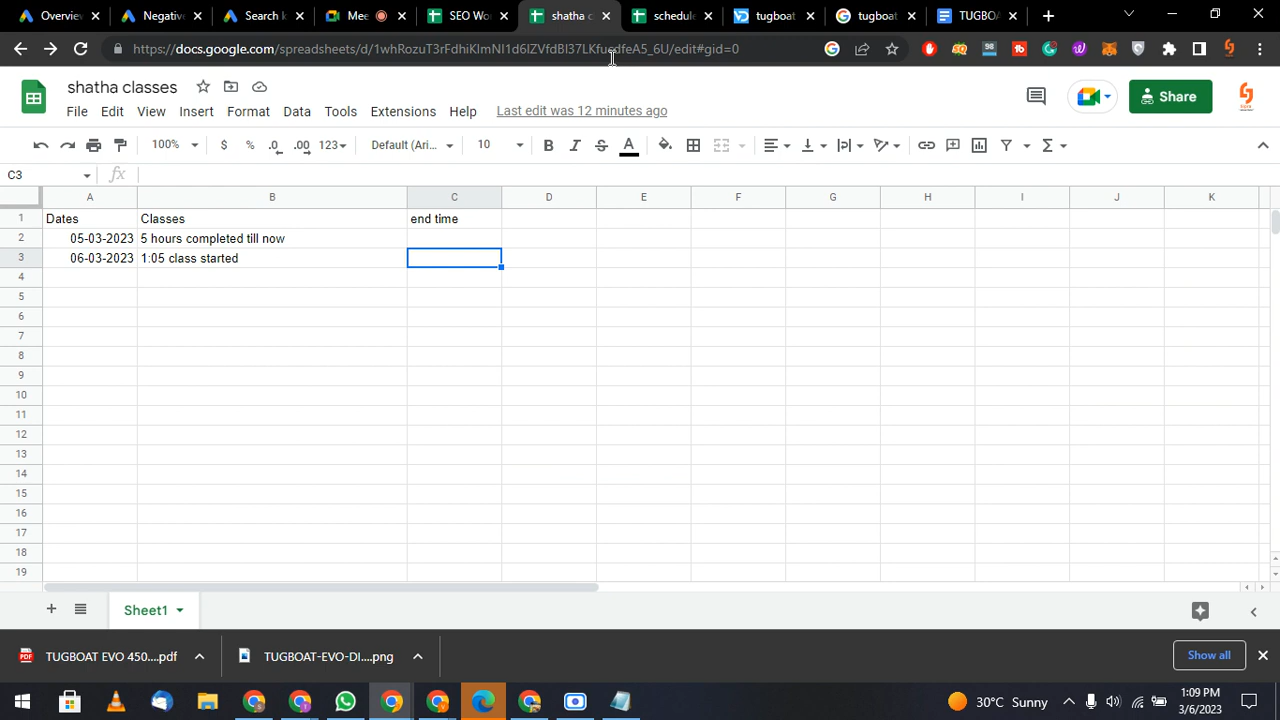 Overvi
Negative
Search k
Mee
SEO Wo
shatha c
schedule
tugboat
tugboat
TUGBOA
https://docs.google.com/spreadsheets/d/1whRozuT3rFdhiKlmNI1d6lZVfdBl37LKfusdfeA5_6U/edit#gid=0
shatha classes
File Edit View Insert Format Data Tools Extensions Help Last edit was 12 minutes ago
Share
100% $ % .0 .00 123 Default (Ari... 10 B I S A
C3 fx
A B C D E F G H I J K
1 Dates Classes end time
2 05-03-2023 5 hours completed till now
3 06-03-2023 1:05 class started
4
5
6
7
8
9
10
11
12
13
14
15
16
17
18
19
Sheet1
TUGBOAT EVO 450....pdf
TUGBOAT-EVO-DI....png
Show all
30°C Sunny
1:09 PM
3/6/2023